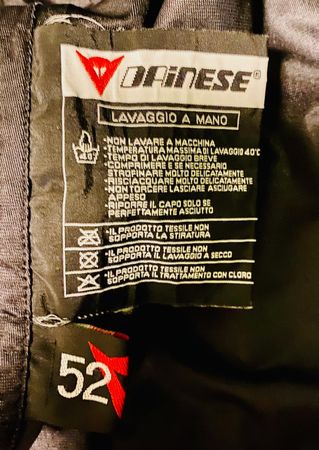 DAiNESE®
LAVAGGIO A MANO
40°
•NON LAVARE A MACCHINA
•TEMPERATURA MASSIMA DI LAVAGGIO 40°C
•TEMPO DI LAVAGGIO BREVE
•COMPRIMERE E SE NECESSARIO
STROFINARE MOLTO DELICATAMENTE
•RISCIACQUARE MOLTO DELICATAMENTE
•NON TORCERE LASCIARE ASCIUGARE
APPESO
•RIPORRE IL CAPO SOLO SE
PERFETTAMENTE ASCIUTTO
•IL PRODOTTO TESSILE NON
SOPPORTA LA STIRATURA
•IL PRODOTTO TESSILE NON
SOPPORTA IL LAVAGGIO A SECCO
•IL PRODOTTO TESSILE NON
SOPPORTA IL TRATTAMENTO CON CLORO
52